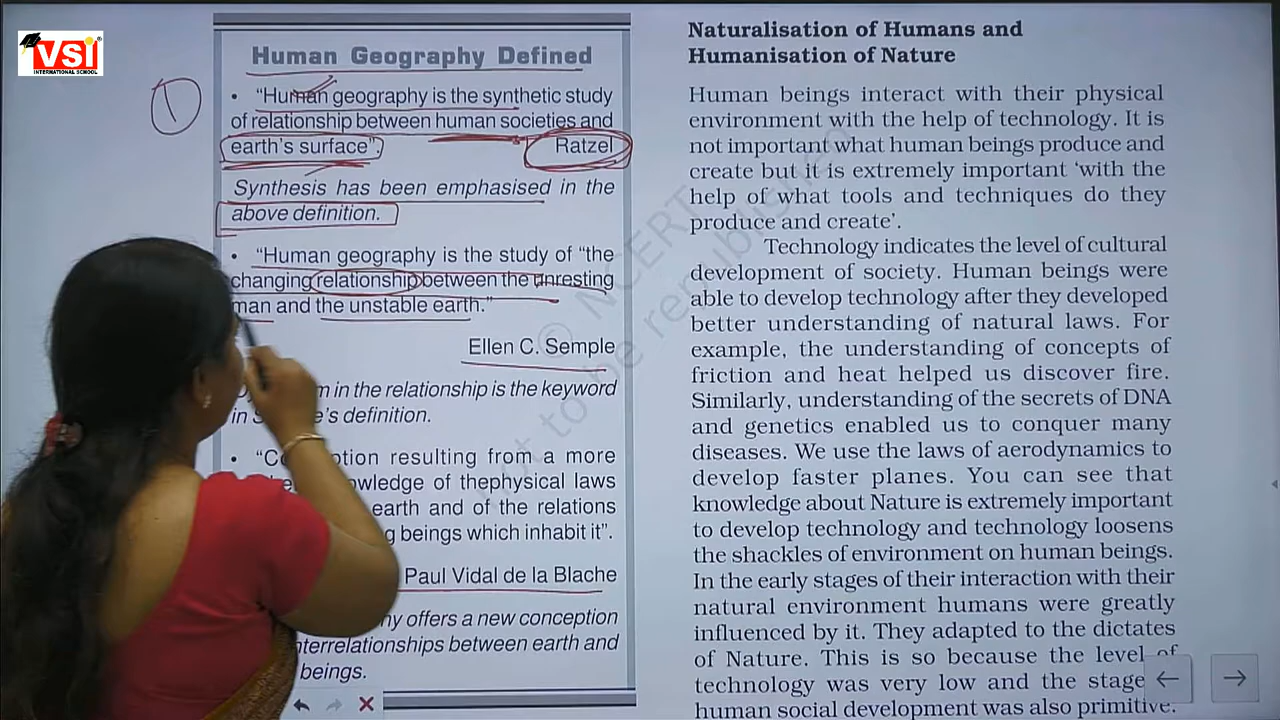 VSI
INTERNATIONAL SCHOOL
1
Human Geography Defined
• “Human geography is the synthetic study
of relationship between human societies and
earth’s surface”.
Ratzel
Synthesis has been emphasised in the
above definition.
• “Human geography is the study of “the
changing relationship between the unresting
man and the unstable earth.”
Ellen C. Semple
in the relationship is the keyword
in definition.
• resulting from a more
of thephysical laws
earth and of the relations
beings which inhabit it”.
Paul Vidal de la Blache
offers a new conception
interrelationships between earth and
beings.
Naturalisation of Humans and
Humanisation of Nature
Human beings interact with their physical
environment with the help of technology. It is
not important what human beings produce and
create but it is extremely important ‘with the
help of what tools and techniques do they
produce and create’.
Technology indicates the level of cultural
development of society. Human beings were
able to develop technology after they developed
better understanding of natural laws. For
example, the understanding of concepts of
friction and heat helped us discover fire.
Similarly, understanding of the secrets of DNA
and genetics enabled us to conquer many
diseases. We use the laws of aerodynamics to
develop faster planes. You can see that
knowledge about Nature is extremely important
to develop technology and technology loosens
the shackles of environment on human beings.
In the early stages of their interaction with their
natural environment humans were greatly
influenced by it. They adapted to the dictates
of Nature. This is so because the level of
technology was very low and the stage
human social development was also primitive.
© NCERT
not to be republished